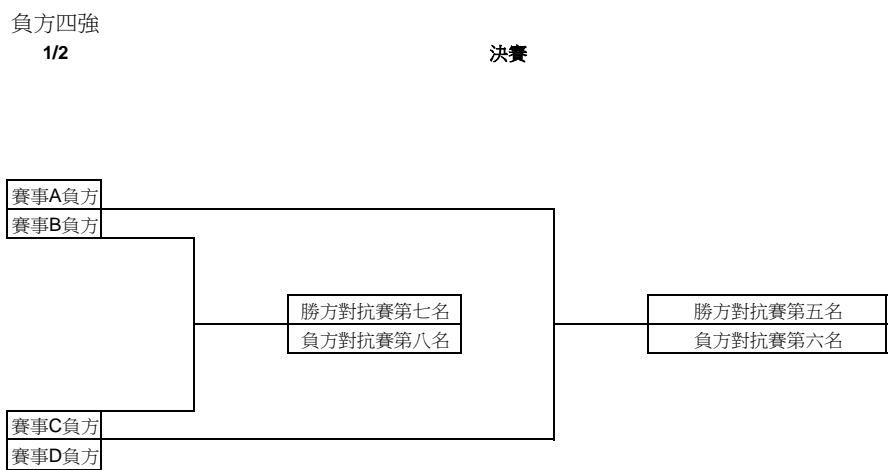 負方四強
1/2 決賽
賽事A負方
賽事B負方
勝方對抗賽第七名 勝方對抗賽第五名
負方對抗賽第八名 負方對抗賽第六名
賽事C負方
賽事D負方